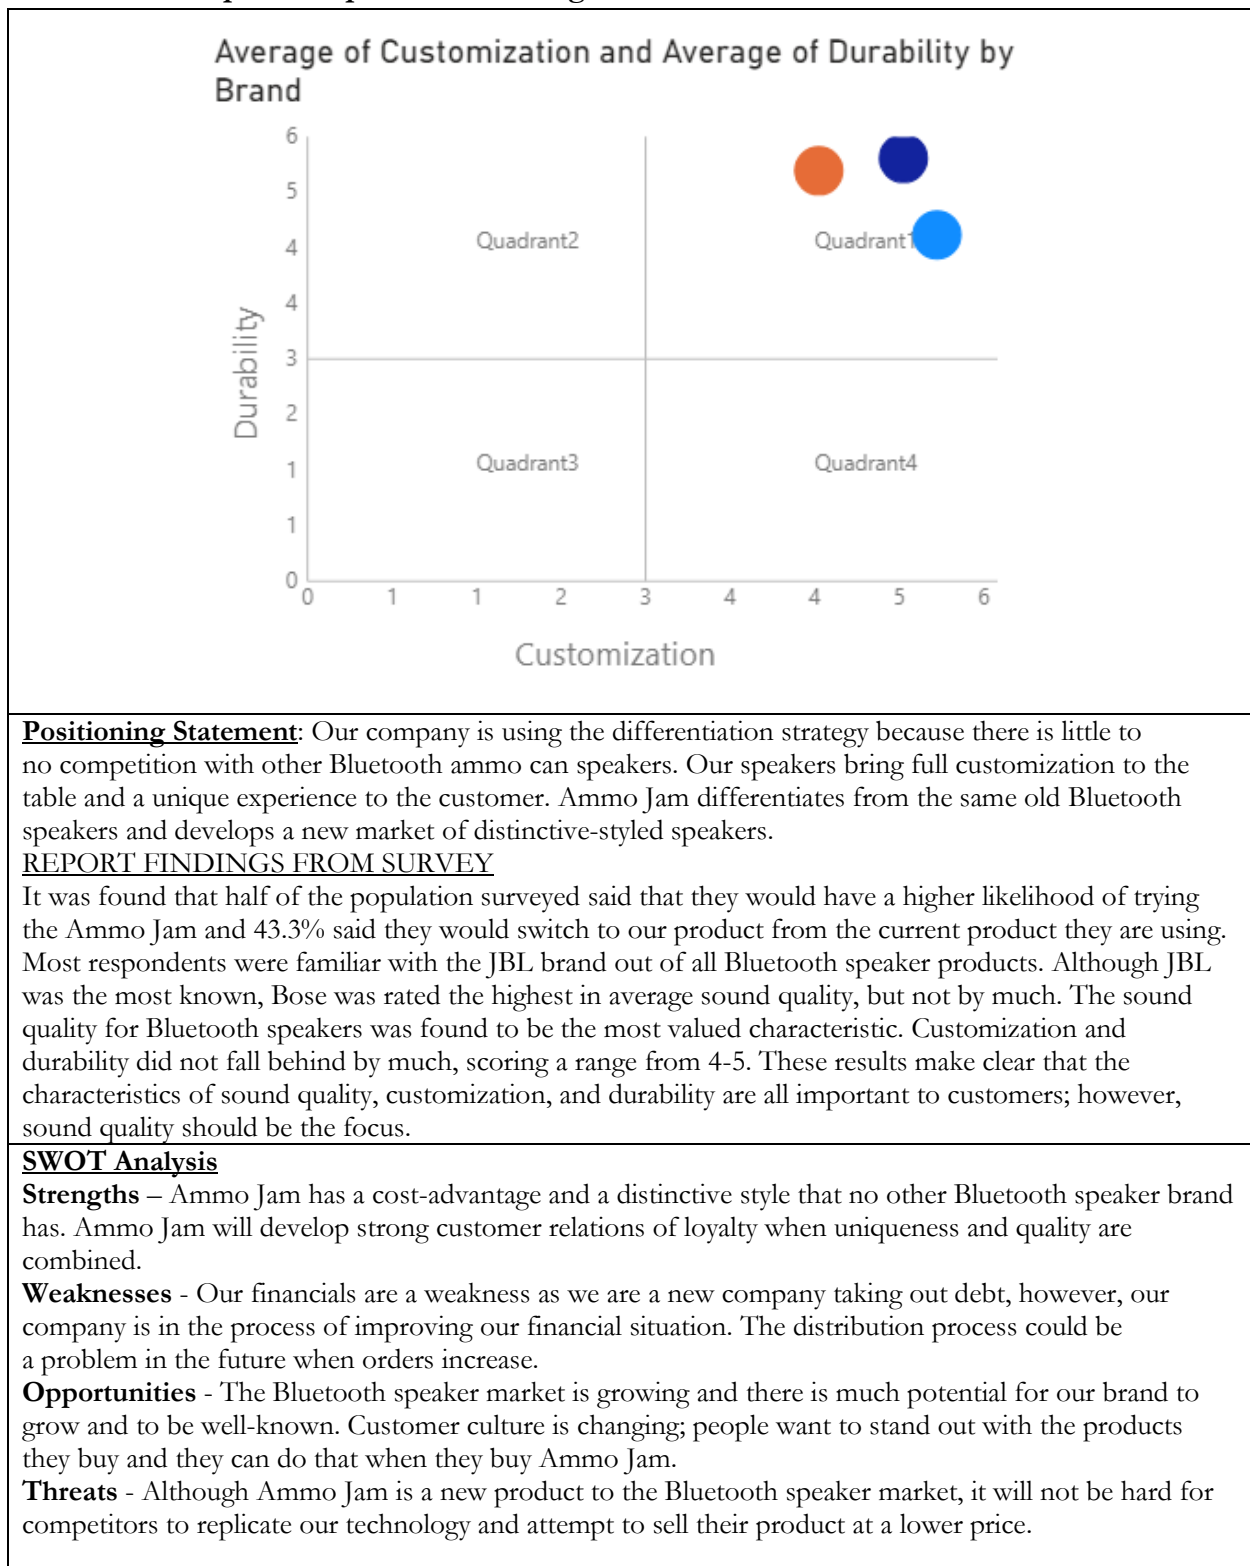 Average of Customization and Average of Durability by
Brand
6
5
4
4
3
2
1
1
0
Durability
Quadrant2
Quadrant1
Quadrant3
Quadrant4
0 1 1 2 3 4 4 5 6
Customization
Positioning Statement: Our company is using the differentiation strategy because there is little to
no competition with other Bluetooth ammo can speakers. Our speakers bring full customization to the
table and a unique experience to the customer. Ammo Jam differentiates from the same old Bluetooth
speakers and develops a new market of distinctive-styled speakers.
REPORT FINDINGS FROM SURVEY
It was found that half of the population surveyed said that they would have a higher likelihood of trying
the Ammo Jam and 43.3% said they would switch to our product from the current product they are using.
Most respondents were familiar with the JBL brand out of all Bluetooth speaker products. Although JBL
was the most known, Bose was rated the highest in average sound quality, but not by much. The sound
quality for Bluetooth speakers was found to be the most valued characteristic. Customization and
durability did not fall behind by much, scoring a range from 4-5. These results make clear that the
characteristics of sound quality, customization, and durability are all important to customers; however,
sound quality should be the focus.
SWOT Analysis
Strengths – Ammo Jam has a cost-advantage and a distinctive style that no other Bluetooth speaker brand
has. Ammo Jam will develop strong customer relations of loyalty when uniqueness and quality are
combined.
Weaknesses - Our financials are a weakness as we are a new company taking out debt, however, our
company is in the process of improving our financial situation. The distribution process could be
a problem in the future when orders increase.
Opportunities - The Bluetooth speaker market is growing and there is much potential for our brand to
grow and to be well-known. Customer culture is changing; people want to stand out with the products
they buy and they can do that when they buy Ammo Jam.
Threats - Although Ammo Jam is a new product to the Bluetooth speaker market, it will not be hard for
competitors to replicate our technology and attempt to sell their product at a lower price.